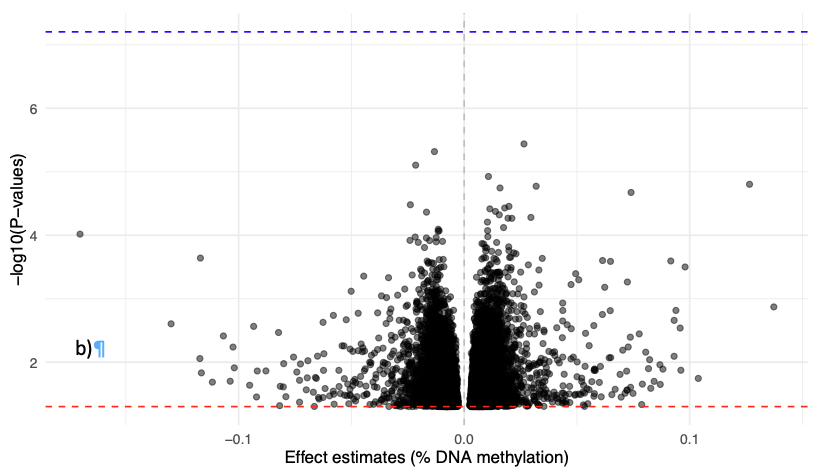 6
4
2
−log10(P−values)
b)¶
−0.1 0.0 0.1
Effect estimates (% DNA methylation)